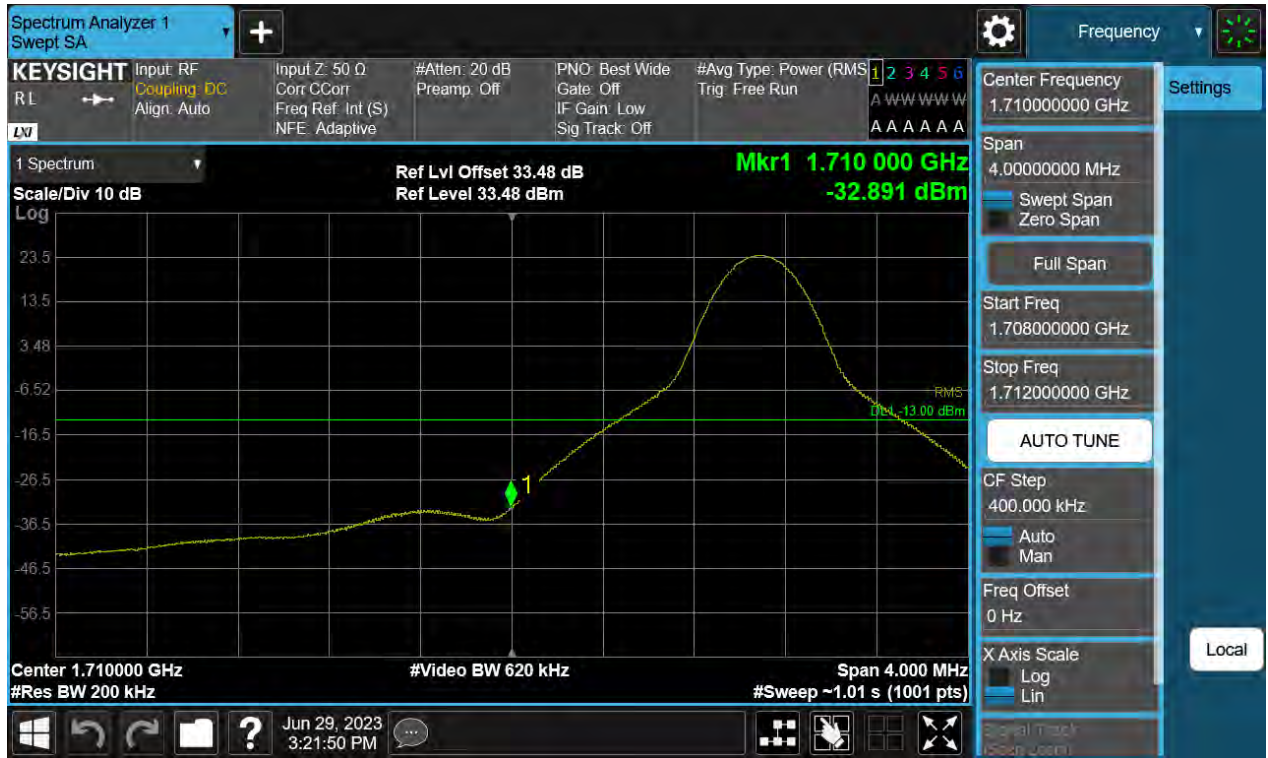 Spectrum Analyzer 1
Swept SA
Frequency
KEYSIGHT
RL
LXI
Input: RF
Coupling: DC
Align: Auto
Input Z: 50 Ω
Corr CCorr
Freq Ref: Int (S)
NFE: Adaptive
#Atten: 20 dB
Preamp: Off
PNO: Best Wide
Gate: Off
IF Gain: Low
Sig Track: Off
#Avg Type: Power (RMS
Trig: Free Run
1 2 3 4 5 6
A W W W W W
A A A A A A
1 Spectrum
Scale/Div 10 dB
Log
Ref Lvl Offset 33.48 dB
Ref Level 33.48 dBm
Mkr1 1.710 000 GHz
-32.891 dBm
23.5
13.5
3.48
-6.52
-16.5
-26.5
-36.5
-46.5
-56.5
RMS
DL1 -13.00 dBm
1
Center 1.710000 GHz
#Res BW 200 kHz
#Video BW 620 kHz
Span 4.000 MHz
#Sweep ~1.01 s (1001 pts)
Jun 29, 2023
3:21:50 PM
Center Frequency
1.710000000 GHz
Span
4.00000000 MHz
Swept Span
Zero Span
Full Span
Start Freq
1.708000000 GHz
Stop Freq
1.712000000 GHz
AUTO TUNE
CF Step
400.000 kHz
Auto
Man
Freq Offset
0 Hz
X Axis Scale
Log
Lin
Signal Track
(Span Zoom)
Settings
Local